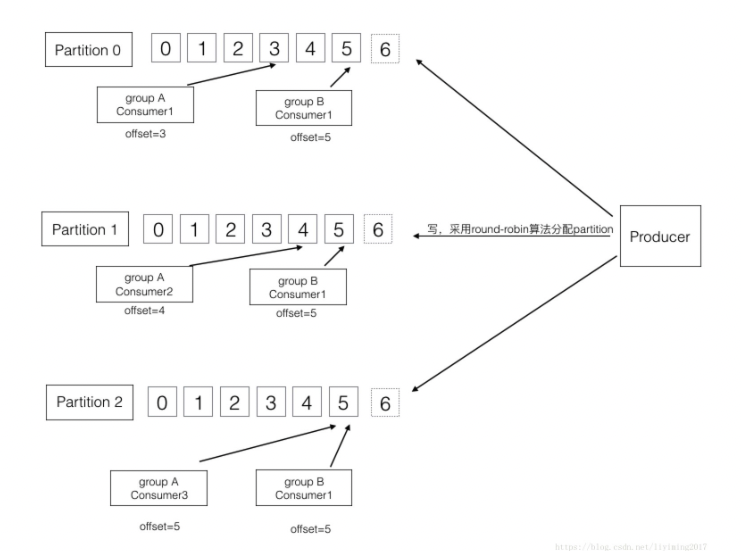 Partition 0
0 1 2 3 4 5 6
group A
Consumer1
offset=3
group B
Consumer1
offset=5
Partition 1
0 1 2 3 4 5 6
写，采用round-robin算法分配partition
Producer
group A
Consumer2
offset=4
group B
Consumer1
offset=5
Partition 2
0 1 2 3 4 5 6
group A
Consumer3
offset=5
group B
Consumer1
offset=5
https://blog.csdn.net/liyiming2017